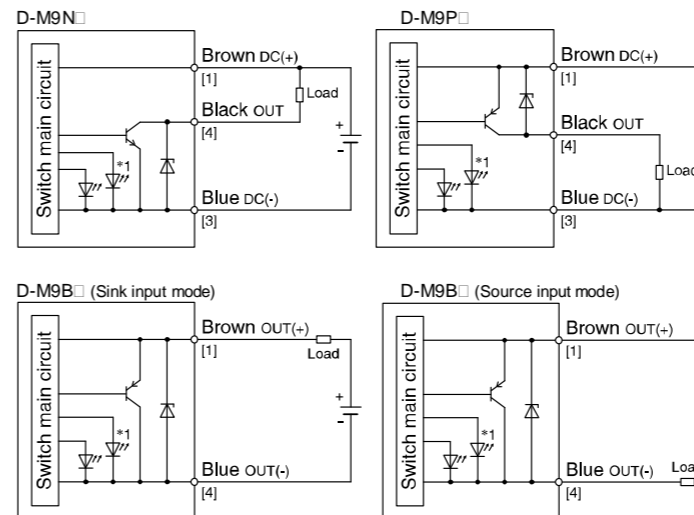 D-M9N□
Switch main circuit
*1
Brown DC(+)
[1]
Load
Black OUT
[4]
+
-
Blue DC(-)
[3]
D-M9P□
Switch main circuit
*1
Brown DC(+)
[1]
Black OUT
[4]
Load
Blue DC(-)
[3]
D-M9B□ (Sink input mode)
Switch main circuit
*1
Brown OUT(+)
[1]
Load
+
-
Blue OUT(-)
[4]
D-M9B□ (Source input mode)
Switch main circuit
*1
Brown OUT(+)
[1]
Blue OUT(-)
Loa
[4]